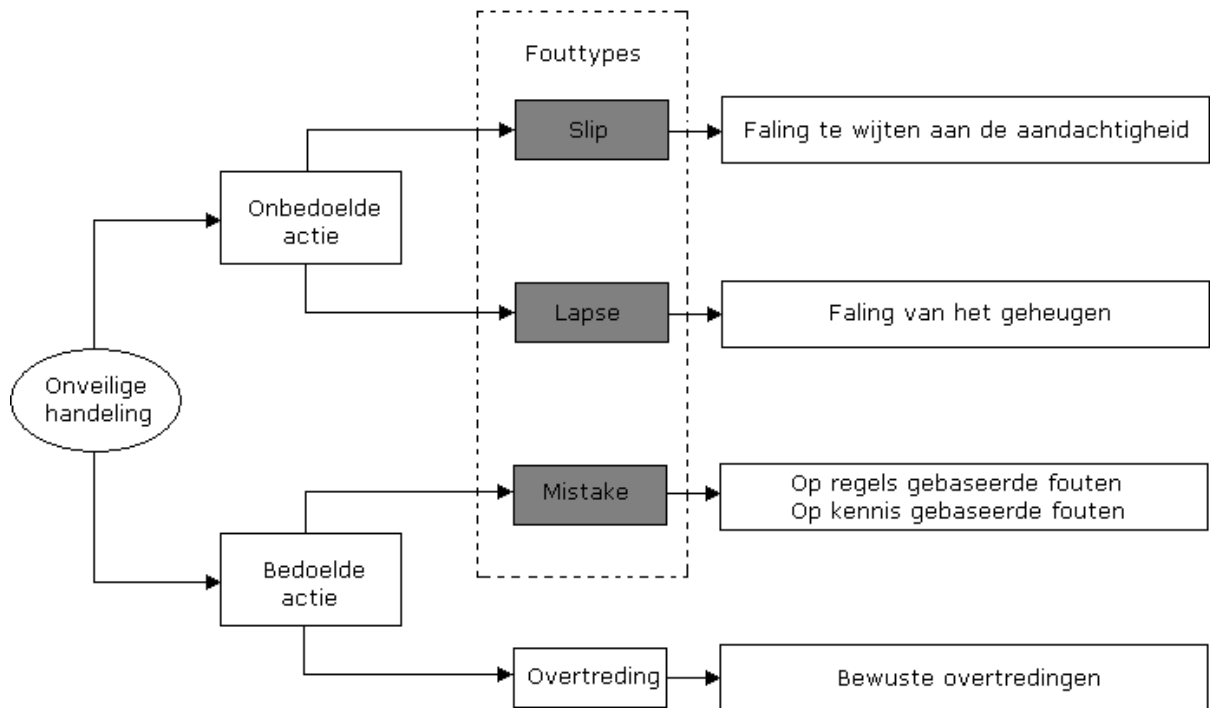 Fouttypes
Slip
Faling te wijten aan de aandachtigheid
Onbedoelde
actie
Lapse
Faling van het geheugen
Onveilige
handeling
Mistake
Op regels gebaseerde fouten
Op kennis gebaseerde fouten
Bedoelde
actie
Overtreding
Bewuste overtredingen